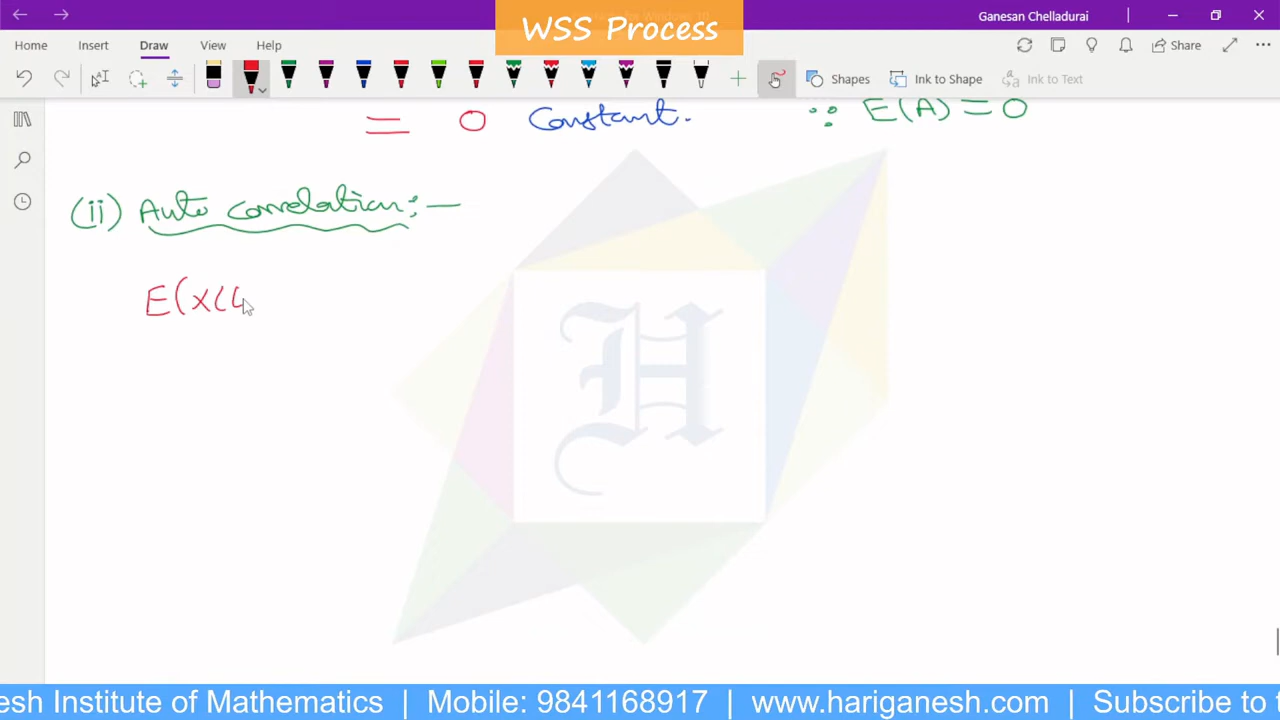 WSS Process
Ganesan Chelladurai
Home Insert Draw View Help
Share
Shapes Ink to Shape Ink to Text
= 0 Constant. ∵ E(A) = 0
(ii) Auto correlation:—
E(X(t
H
esh Institute of Mathematics | Mobile: 9841168917 | www.hariganesh.com | Subscribe to t